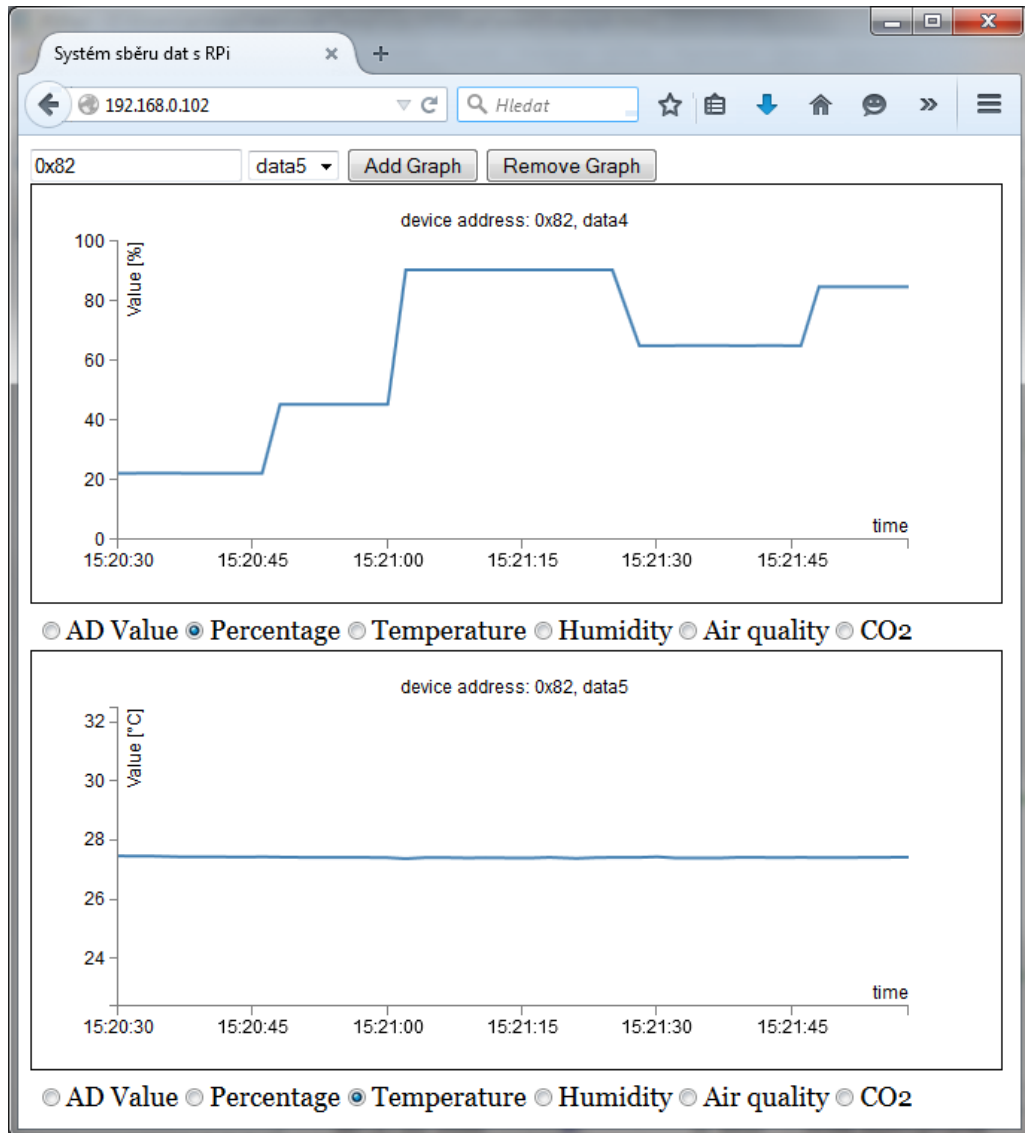 Systém sběru dat s RPi
192.168.0.102
Hledat
0x82 data5 Add Graph Remove Graph
device address: 0x82, data4
Value [%]
100
80
60
40
20
0
time
15:20:30 15:20:45 15:21:00 15:21:15 15:21:30 15:21:45
AD Value Percentage Temperature Humidity Air quality CO2
device address: 0x82, data5
Value [°C]
32
30
28
26
24
time
15:20:30 15:20:45 15:21:00 15:21:15 15:21:30 15:21:45
AD Value Percentage Temperature Humidity Air quality CO2